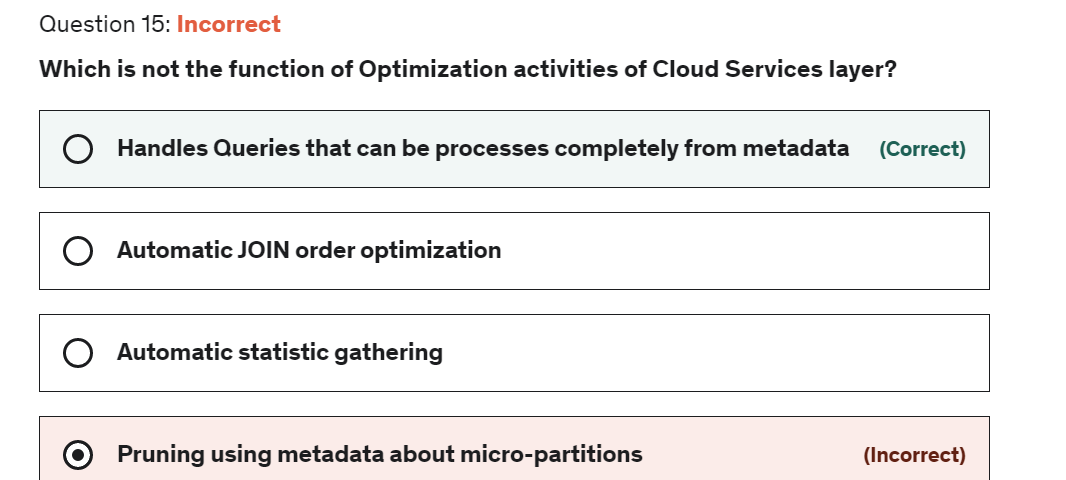 Question 15: Incorrect
Which is not the function of Optimization activities of Cloud Services layer?
Handles Queries that can be processes completely from metadata (Correct)
Automatic JOIN order optimization
Automatic statistic gathering
Pruning using metadata about micro-partitions (Incorrect)